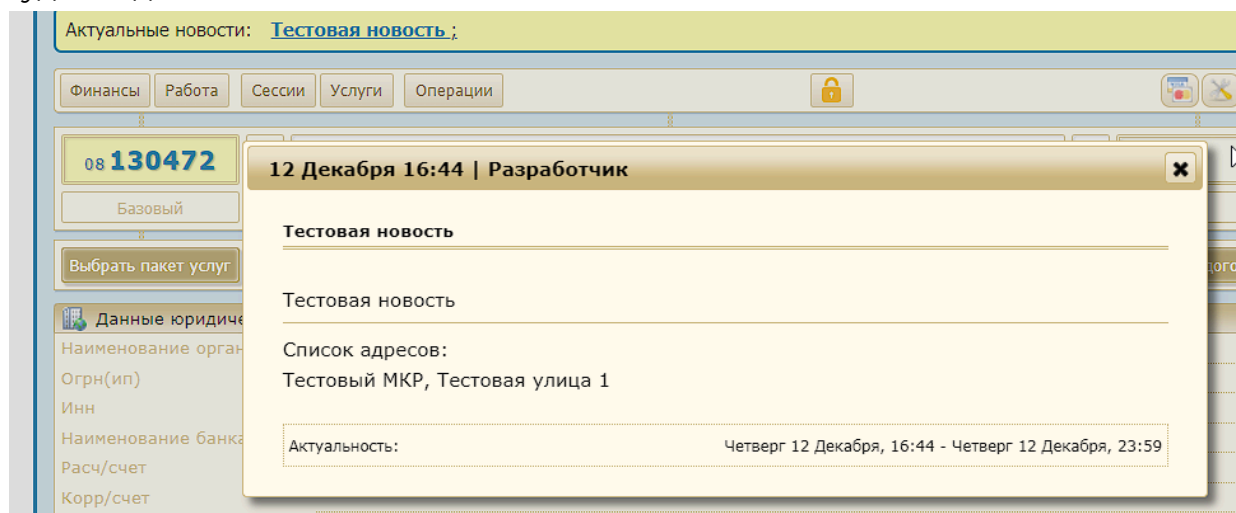 Актуальные новости: Тестовая новость ;
Финансы Работа Сессии Услуги Операции
08 130472
12 Декабря 16:44 | Разработчик
Базовый
Тестовая новость
Выбрать пакет услуг
Тестовая новость
Данные
Наименование
Список адресов:
Огрн(ип)
Тестовый МКР, Тестовая улица 1
Инн
Наименование банка
Актуальность: Четверг 12 Декабря, 16:44 - Четверг 12 Декабря, 23:59
Расч/счет
Корр/счет